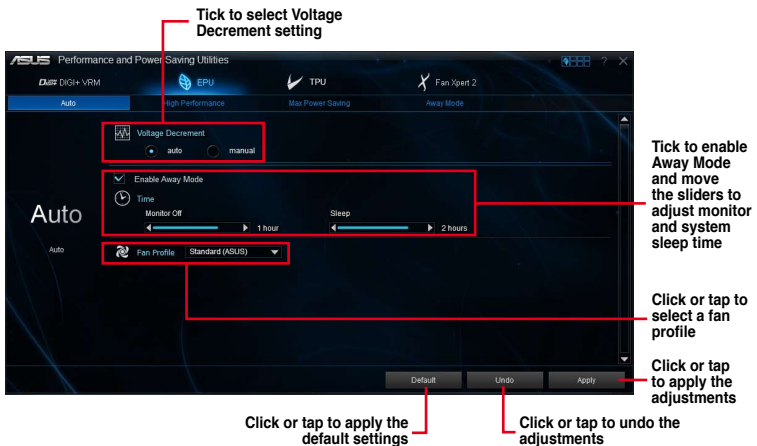 Tick to select Voltage
Decrement setting
ASUS Performance and Power Saving Utilities
?
DIGI+ VRM
EPU
TPU
Fan Xpert 2
Auto
High Performance
Max Power Saving
Away Mode
Voltage Decrement
auto
manual
Enable Away Mode
Time
Monitor Off
1 hour
Sleep
2 hours
Auto
Auto
Fan Profile
Standard (ASUS)
Tick to enable
Away Mode
and move
the sliders to
adjust monitor
and system
sleep time
Click or tap to
select a fan
profile
Default
Undo
Apply
Click or tap
to apply the
adjustments
Click or tap to apply the
default settings
Click or tap to undo the
adjustments